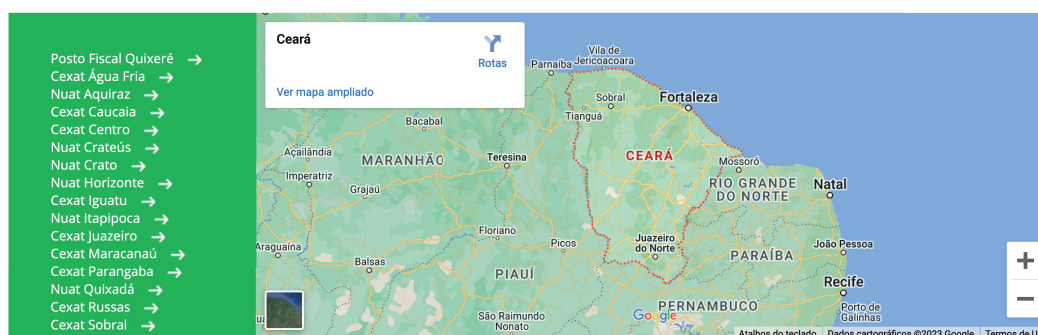 Posto Fiscal Quixeré →
Cexat Água Fria →
Nuat Aquiraz →
Cexat Caucaia →
Cexat Centro →
Nuat Crateús →
Nuat Crato →
Nuat Horizonte →
Cexat Iguatu →
Nuat Itapipoca →
Cexat Juazeiro →
Cexat Maracanaú →
Cexat Parangaba →
Nuat Quixadá →
Cexat Russas →
Cexat Sobral →
Ceará
Rotas
Ver mapa ampliado
Vila de
Jericoacoara
Parnaíba
Sobral
Fortaleza
Tianguá
Bacabal
Açailândia
MARANHÃO
Teresina
CEARÁ
Mossoró
Imperatriz
Grajaú
RIO GRANDE
DO NORTE
Natal
Floriano
Picos
Juazeiro
do Norte
João Pessoa
Araguaína
Balsas
PARAÍBA
PIAUÍ
Recife
PERNAMBUCO
Porto de
Galinhas
São Raimundo
Nonato
Google
Atalhos do teclado
Dados cartográficos ©2023 Google
Termos de U